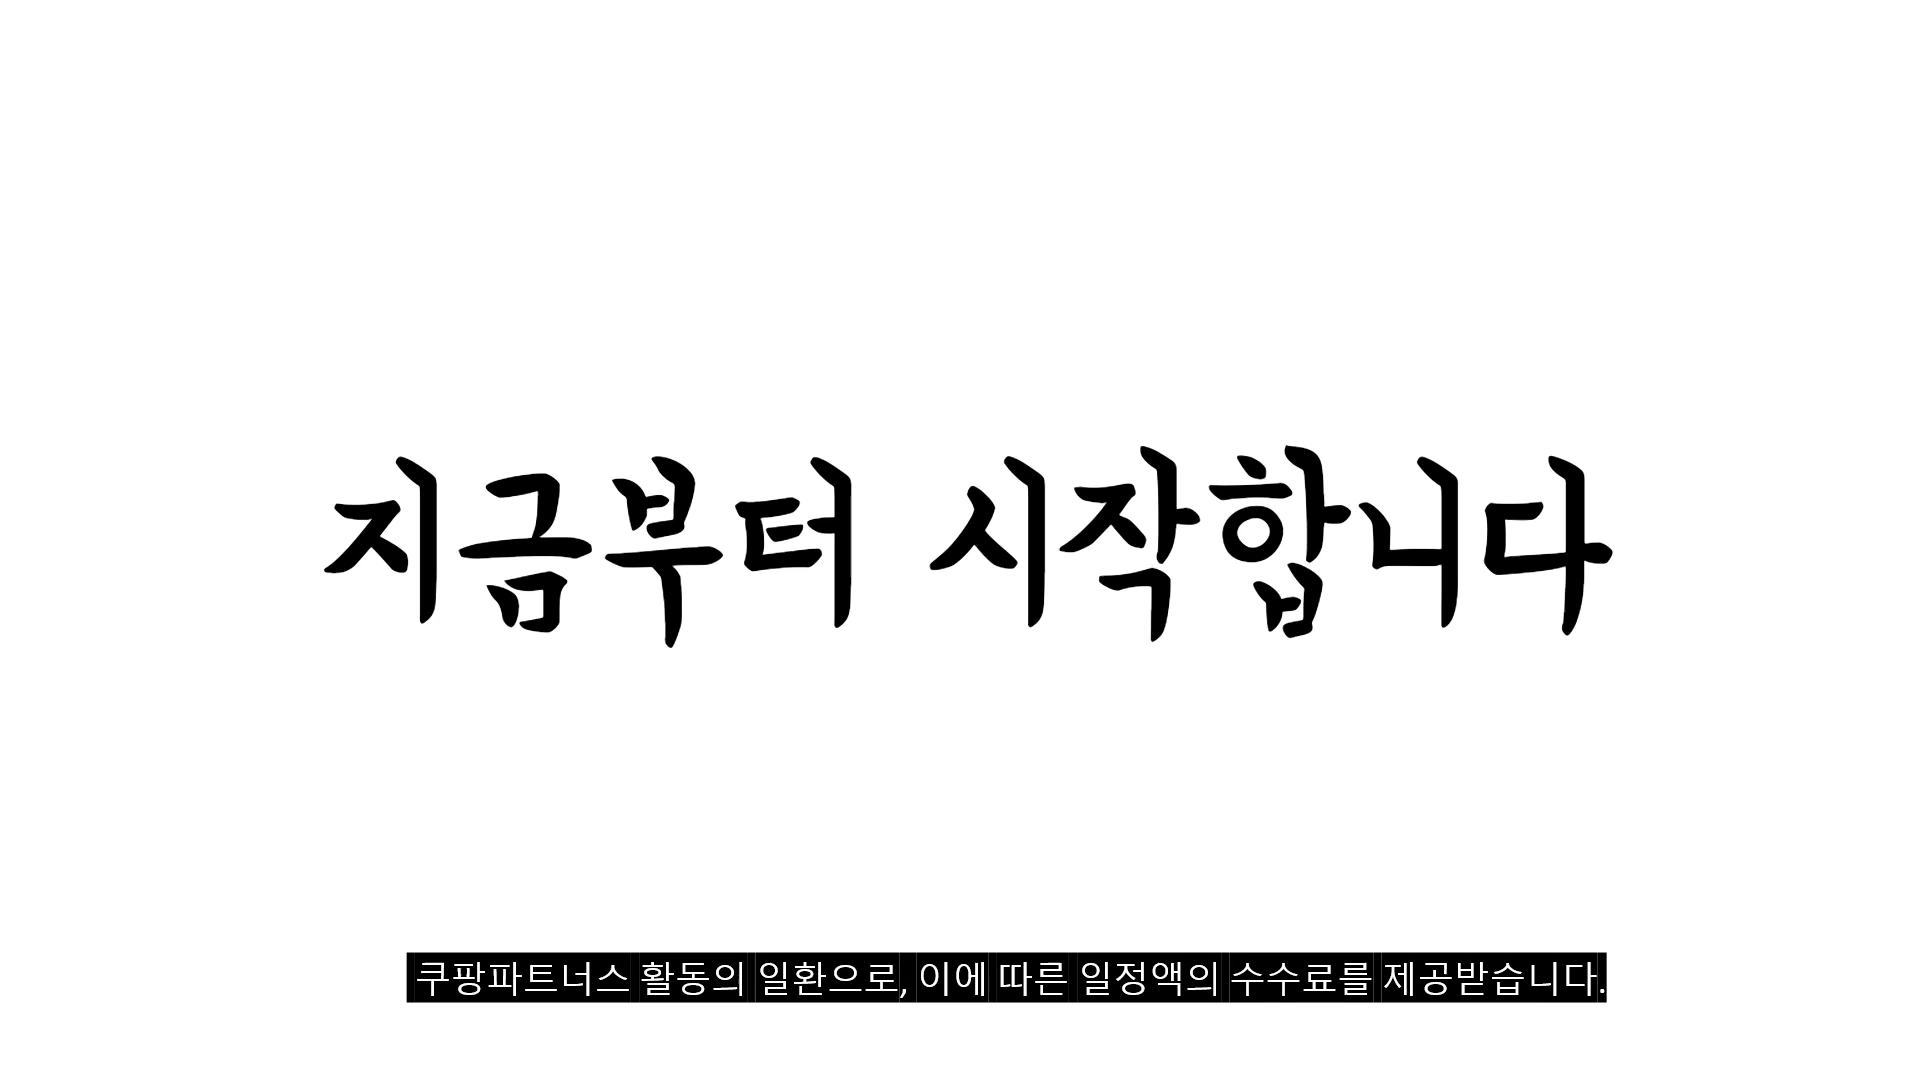 지금부터 시작합니다
쿠팡파트너스 활동의 일환으로, 이에 따른 일정액의 수수료를 제공받습니다.